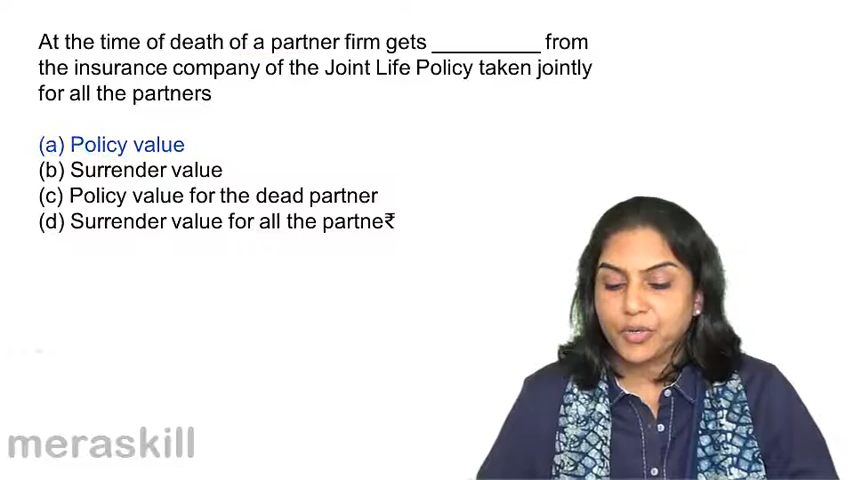 At the time of death of a partner firm gets _________ from
the insurance company of the Joint Life Policy taken jointly
for all the partners
(a) Policy value
(b) Surrender value
(c) Policy value for the dead partner
(d) Surrender value for all the partne₹
meraskill